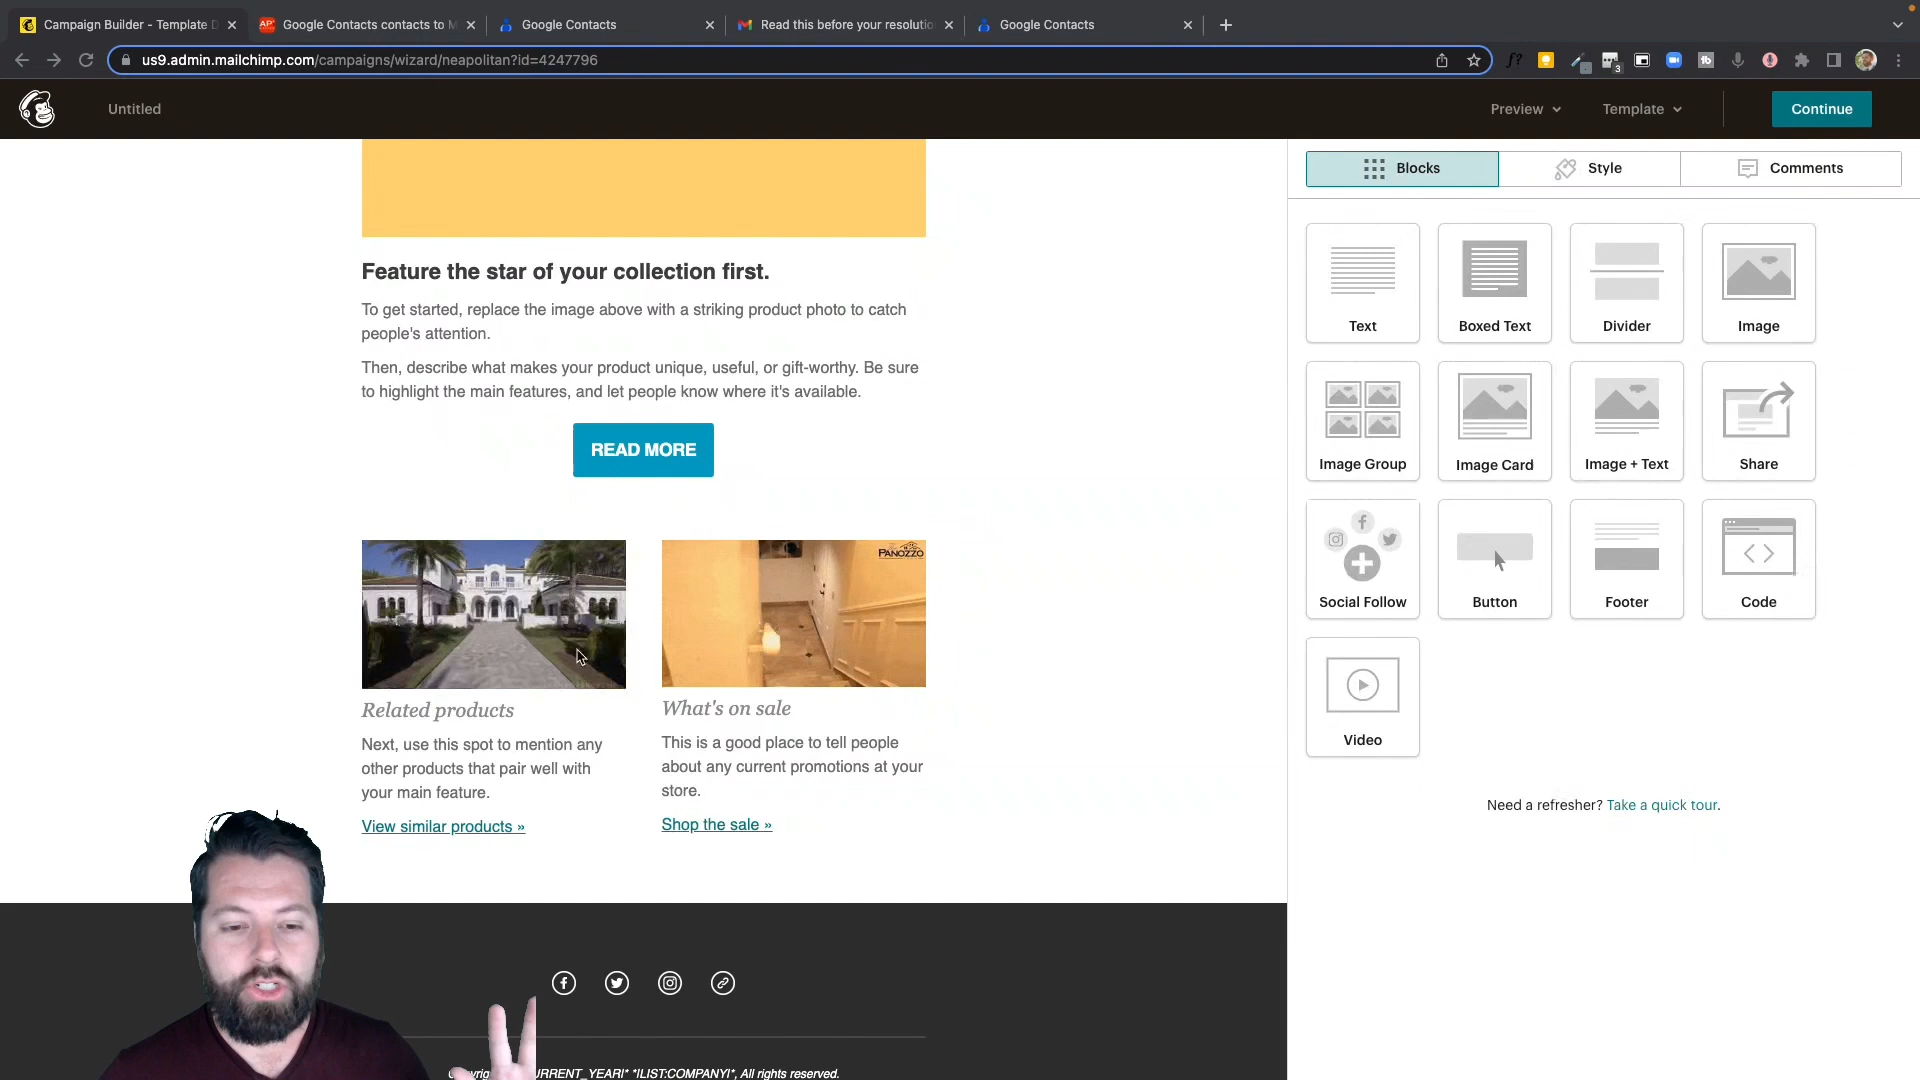 Campaign Builder - Template D
Google Contacts contacts to M
Google Contacts
Read this before your resolutio
Google Contacts
us9.admin.mailchimp.com/campaigns/wizard/neapolitan?id=4247796
3
Untitled
Preview
Template
Continue
Blocks
Style
Comments
Feature the star of your collection first.
To get started, replace the image above with a striking product photo to catch
people's attention.
Then, describe what makes your product unique, useful, or gift-worthy. Be sure
to highlight the main features, and let people know where it's available.
READ MORE
PANOZZO
Related products
Next, use this spot to mention any
other products that pair well with
your main feature.
View similar products »
What's on sale
This is a good place to tell people
about any current promotions at your
store.
Shop the sale »
URRENT_YEAR|* *|LIST:COMPANY|*, All rights reserved.
Text
Boxed Text
Divider
Image
Image Group
Image Card
Image + Text
Share
Social Follow
Button
Footer
Code
Video
Need a refresher? Take a quick tour.